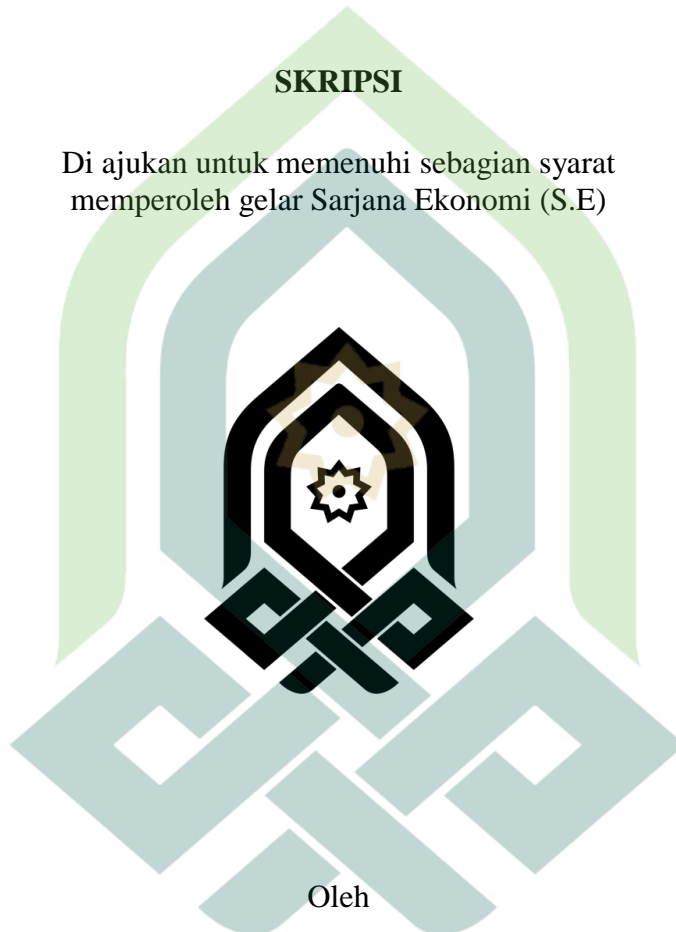 SKRIPSI
Di ajukan untuk memenuhi sebagian syarat
memperoleh gelar Sarjana Ekonomi (S.E)
Oleh